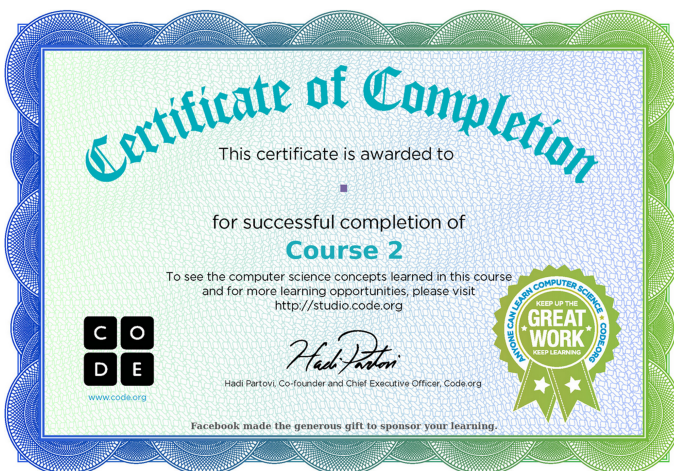 Certificate of Completion
This certificate is awarded to
.
for successful completion of
Course 2
To see the computer science concepts learned in this course
and for more learning opportunities, please visit
http://studio.code.org
ANYONE CAN LEARN COMPUTER SCIENCE • CODE.ORG •
KEEP UP THE
GREAT
WORK
KEEP LEARNING
C O
D E
www.code.org
Hadi Partovi
Hadi Partovi, Co-founder and Chief Executive Officer, Code.org
Facebook made the generous gift to sponsor your learning.